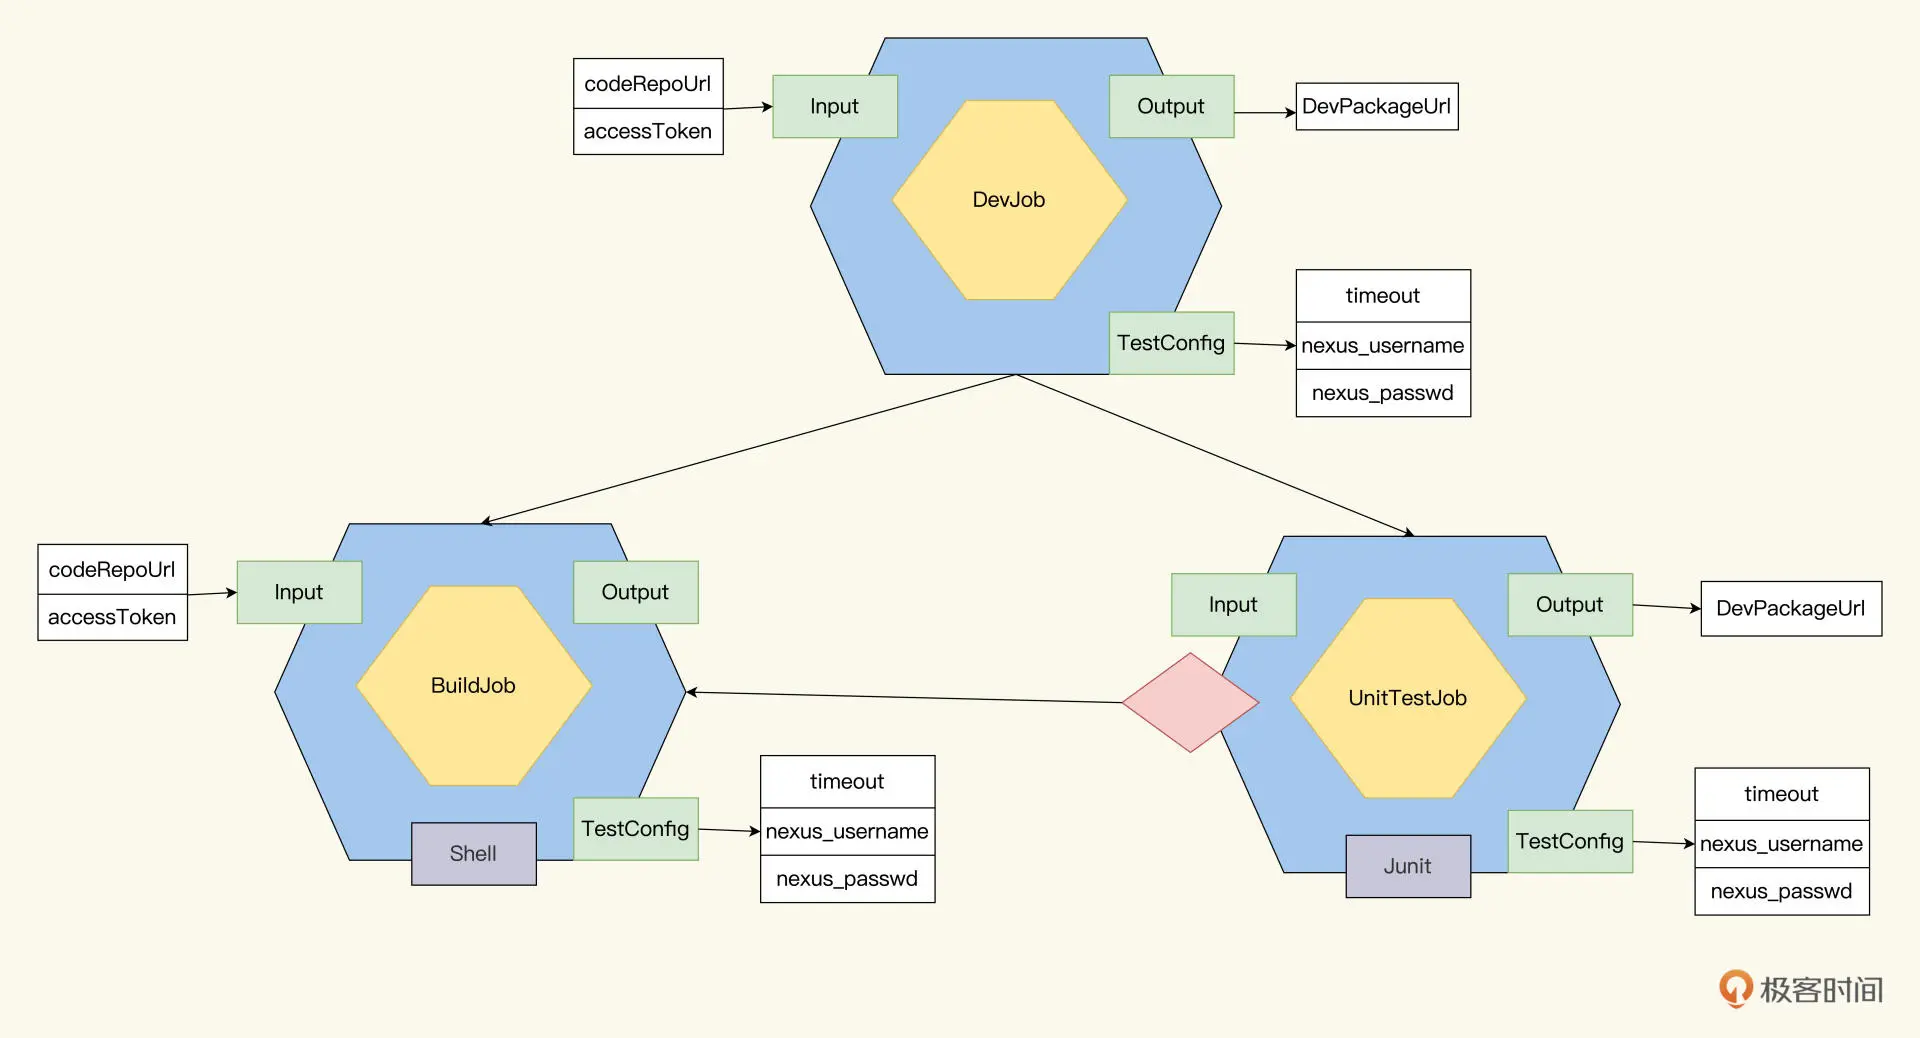 codeRepoUrl
accessToken
Input
Output
DevPackageUrl
DevJob
TestConfig
timeout
nexus_username
nexus_passwd
codeRepoUrl
accessToken
Input
Output
BuildJob
Shell
TestConfig
timeout
nexus_username
nexus_passwd
Input
Output
DevPackageUrl
UnitTestJob
Junit
TestConfig
timeout
nexus_username
nexus_passwd
极客时间